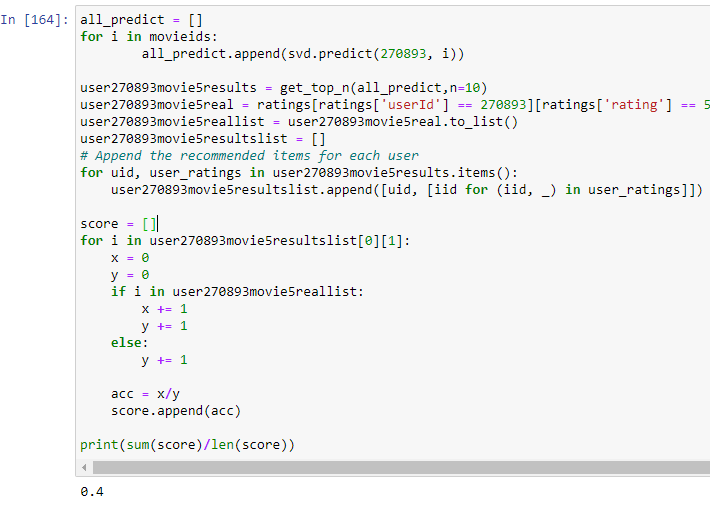 In [164]: all_predict = []
for i in movieids:
        all_predict.append(svd.predict(270893, i))

user270893movie5results = get_top_n(all_predict,n=10)
user270893movie5real = ratings[ratings['userId'] == 270893][ratings['rating'] == 5
user270893movie5reallist = user270893movie5real.to_list()
user270893movie5resultslist = []
# Append the recommended items for each user
for uid, user_ratings in user270893movie5results.items():
    user270893movie5resultslist.append([uid, [iid for (iid, _) in user_ratings]])

score = []
for i in user270893movie5resultslist[0][1]:
    x = 0
    y = 0
    if i in user270893movie5reallist:
        x += 1
        y += 1
    else:
        y += 1

    acc = x/y
    score.append(acc)

print(sum(score)/len(score))
0.4